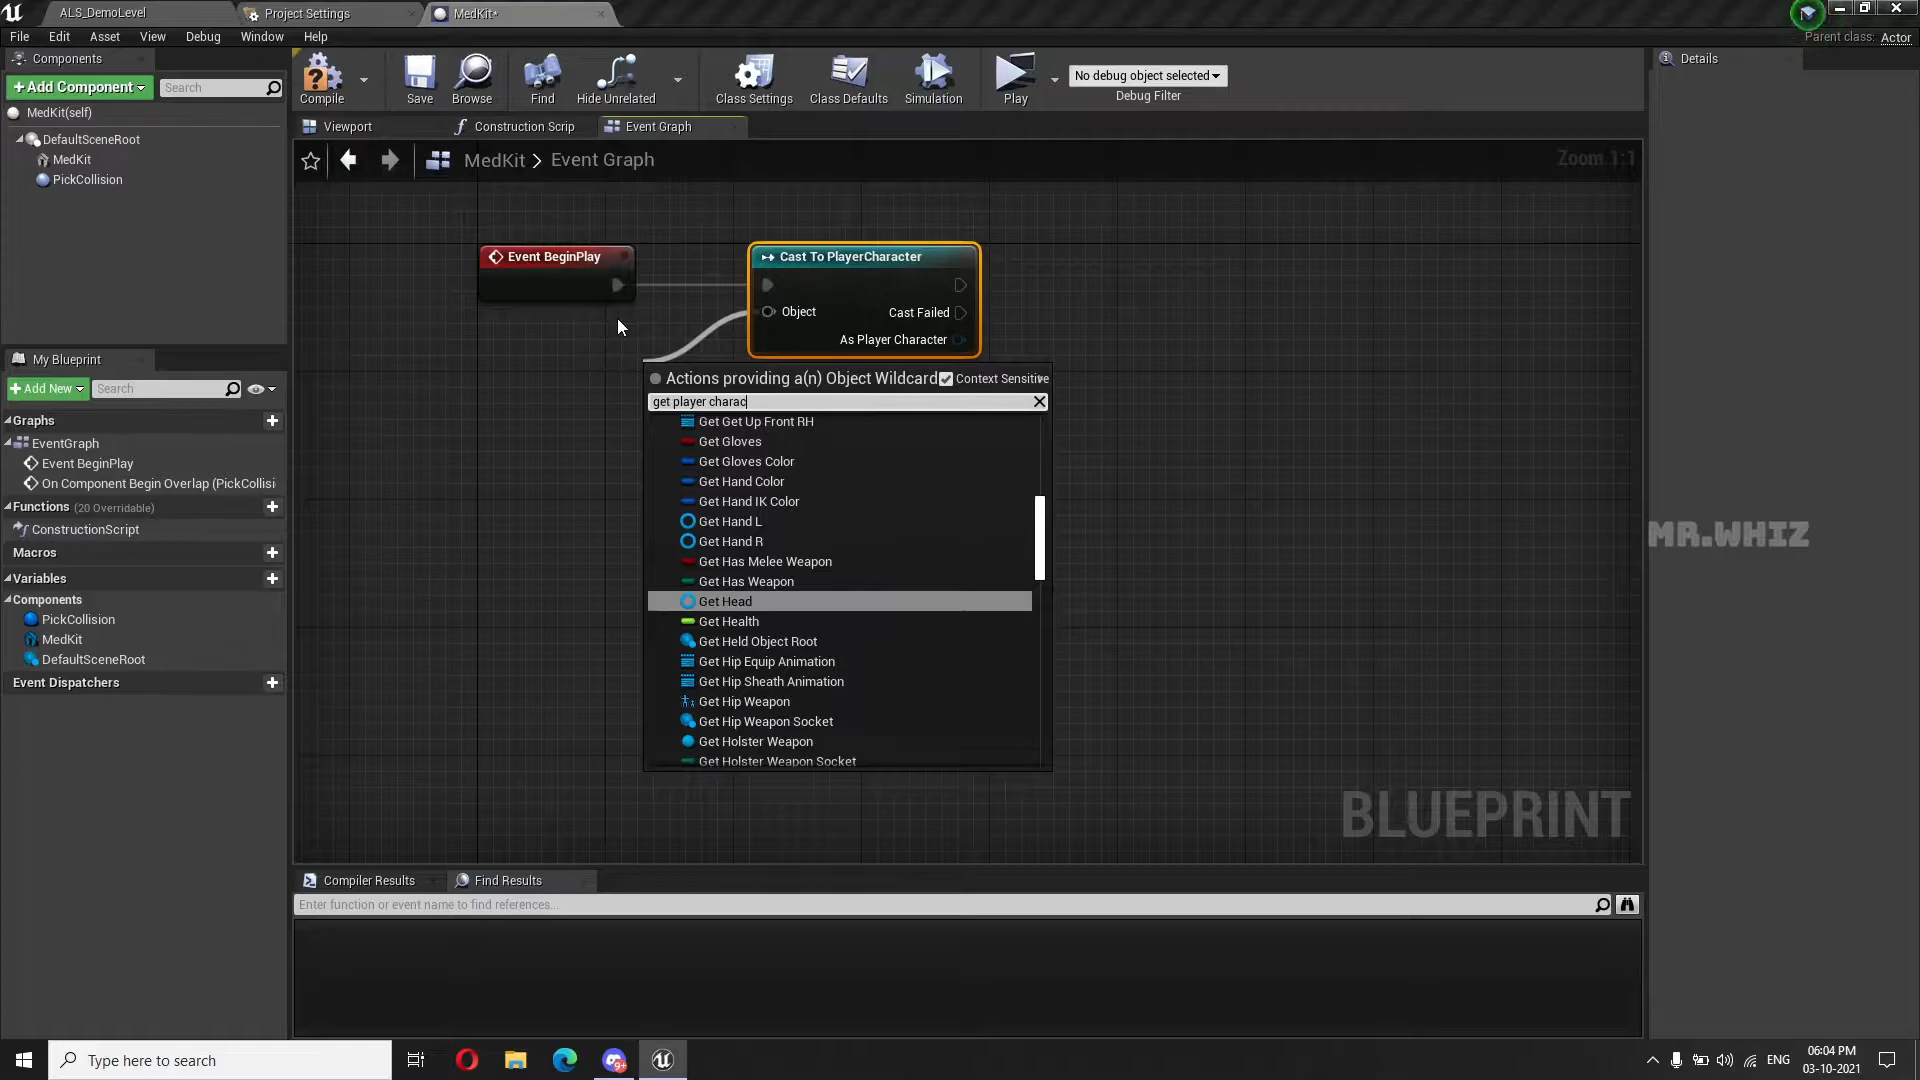 ALS_DemoLevel
Project Settings
MedKit*
File Edit Asset View Debug Window Help
Parent class: Actor
Components
+Add Component
Search
MedKit(self)
DefaultSceneRoot
MedKit
PickCollision
Compile
Save
Browse
Find
Hide Unrelated
Class Settings
Class Defaults
Simulation
Play
No debug object selected
Debug Filter
Details
Viewport
Construction Scrip
Event Graph
MedKit > Event Graph
Zoom 1:1
Event BeginPlay
Cast To PlayerCharacter
Object
Cast Failed
As Player Character
Actions providing a(n) Object Wildcard
Context Sensitive
get player charac
Get Get Up Front RH
Get Gloves
Get Gloves Color
Get Hand Color
Get Hand IK Color
Get Hand L
Get Hand R
Get Has Melee Weapon
Get Has Weapon
Get Head
Get Health
Get Held Object Root
Get Hip Equip Animation
Get Hip Sheath Animation
Get Hip Weapon
Get Hip Weapon Socket
Get Holster Weapon
Get Holster Weapon Socket
MR.WHIZ
BLUEPRINT
My Blueprint
+Add New
Search
Graphs
EventGraph
Event BeginPlay
On Component Begin Overlap (PickCollisi
Functions (20 Overridable)
ConstructionScript
Macros
Variables
Components
PickCollision
MedKit
DefaultSceneRoot
Event Dispatchers
Compiler Results
Find Results
Enter function or event name to find references...
Type here to search
9+
ENG
06:04 PM
03-10-2021